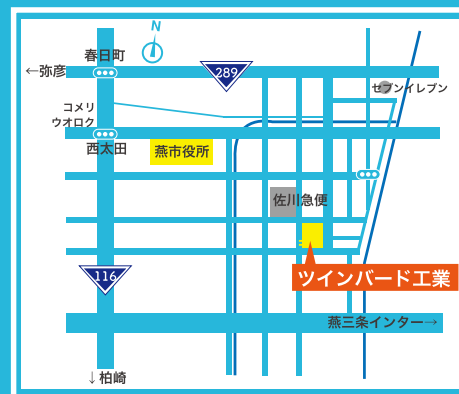 N
春日町
289
←弥彦
セブンイレブン
コメリ
ウオロク
西太田
燕市役所
佐川急便
ツインバード工業
116
燕三条インター→
↓柏崎